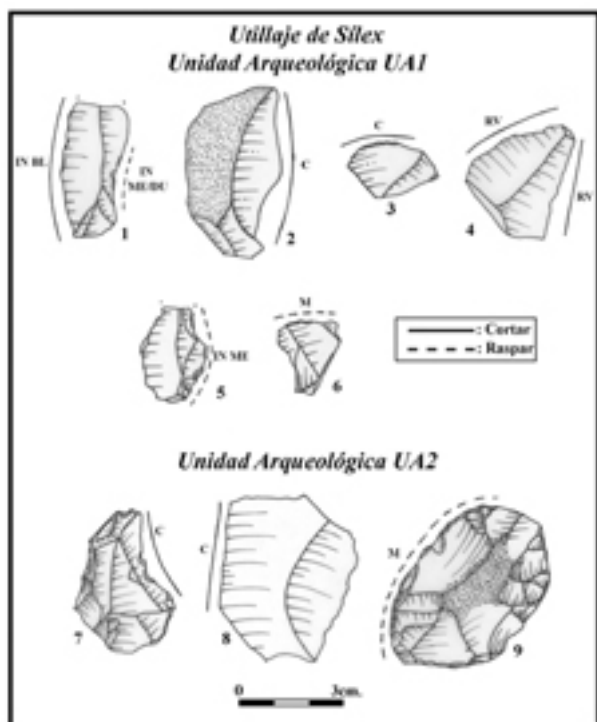 Utillaje de Sílex
Unidad Arqueológica UA1
IN BL
IN
ME/DU
1
C
2
C
3
RV
RV
4
IN ME
5
M
6
: Cortar
: Raspar
Unidad Arqueológica UA2
C
7
C
8
M
9
0 3cm.